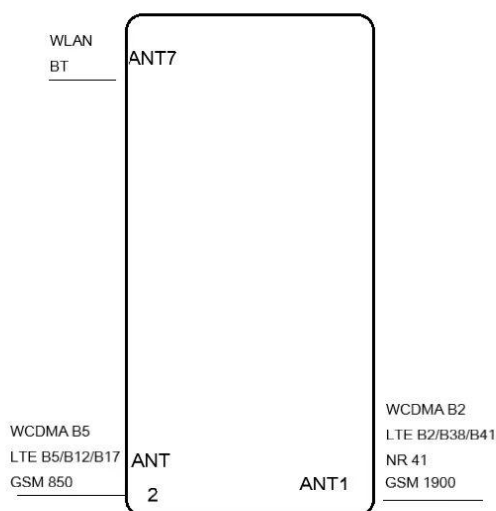 WLAN
BT
ANT7
WCDMA B5
LTE B5/B12/B17
GSM 850
ANT
2
ANT1
WCDMA B2
LTE B2/B38/B41
NR 41
GSM 1900